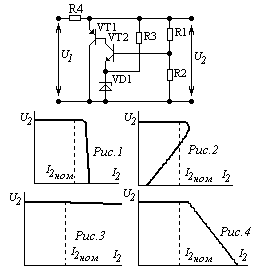 R4
VT1
VT2
R3
R1
U1
U2
VD1
R2
U2
Рис.1
I2ном
I2
U2
Рис.2
I2ном
I2
U2
I2ном
Рис.3
I2
U2
Рис.4
I2ном
I2